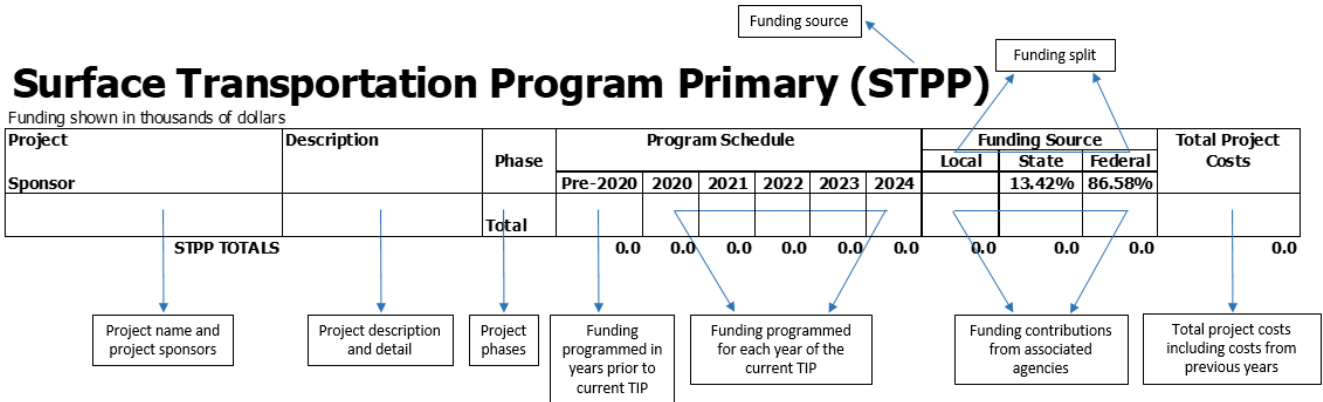 Funding source
Funding split
Surface Transportation Program Primary (STPP)
Funding shown in thousands of dollars
Project Description Program Schedule Funding Source Total Project
Phase Local State Federal Costs
Sponsor Pre-2020 2020 2021 2022 2023 2024 13.42% 86.58%
Total
STPP TOTALS 0.0 0.0 0.0 0.0 0.0 0.0 0.0 0.0 0.0 0.0
Project name and
project sponsors
Project description
and detail
Project
phases
Funding
programmed in
years prior to
current TIP
Funding programmed
for each year of the
current TIP
Funding contributions
from associated
agencies
Total project costs
including costs from
previous years